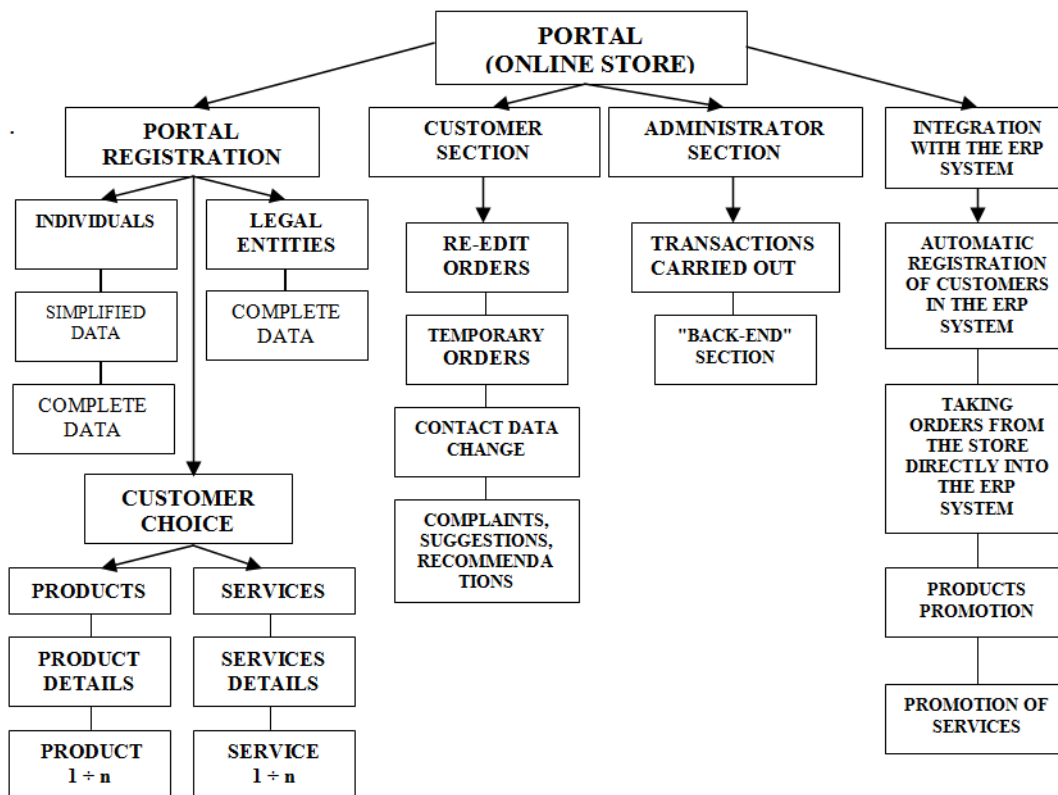 PORTAL
(ONLINE STORE)
PORTAL
REGISTRATION
CUSTOMER
SECTION
ADMINISTRATOR
SECTION
INTEGRATION
WITH THE ERP
SYSTEM
INDIVIDUALS
LEGAL
ENTITIES
RE-EDIT
ORDERS
TRANSACTIONS
CARRIED OUT
AUTOMATIC
REGISTRATION
OF CUSTOMERS
IN THE ERP
SYSTEM
SIMPLIFIED
DATA
COMPLETE
DATA
TEMPORARY
ORDERS
"BACK-END"
SECTION
COMPLETE
DATA
CONTACT DATA
CHANGE
TAKING
ORDERS FROM
THE STORE
DIRECTLY INTO
THE ERP
SYSTEM
CUSTOMER
CHOICE
COMPLAINTS,
SUGGESTIONS,
RECOMMENDA
TIONS
PRODUCTS
SERVICES
PRODUCTS
PROMOTION
PRODUCT
DETAILS
SERVICES
DETAILS
PROMOTION OF
SERVICES
PRODUCT
1 ÷ n
SERVICE
1 ÷ n